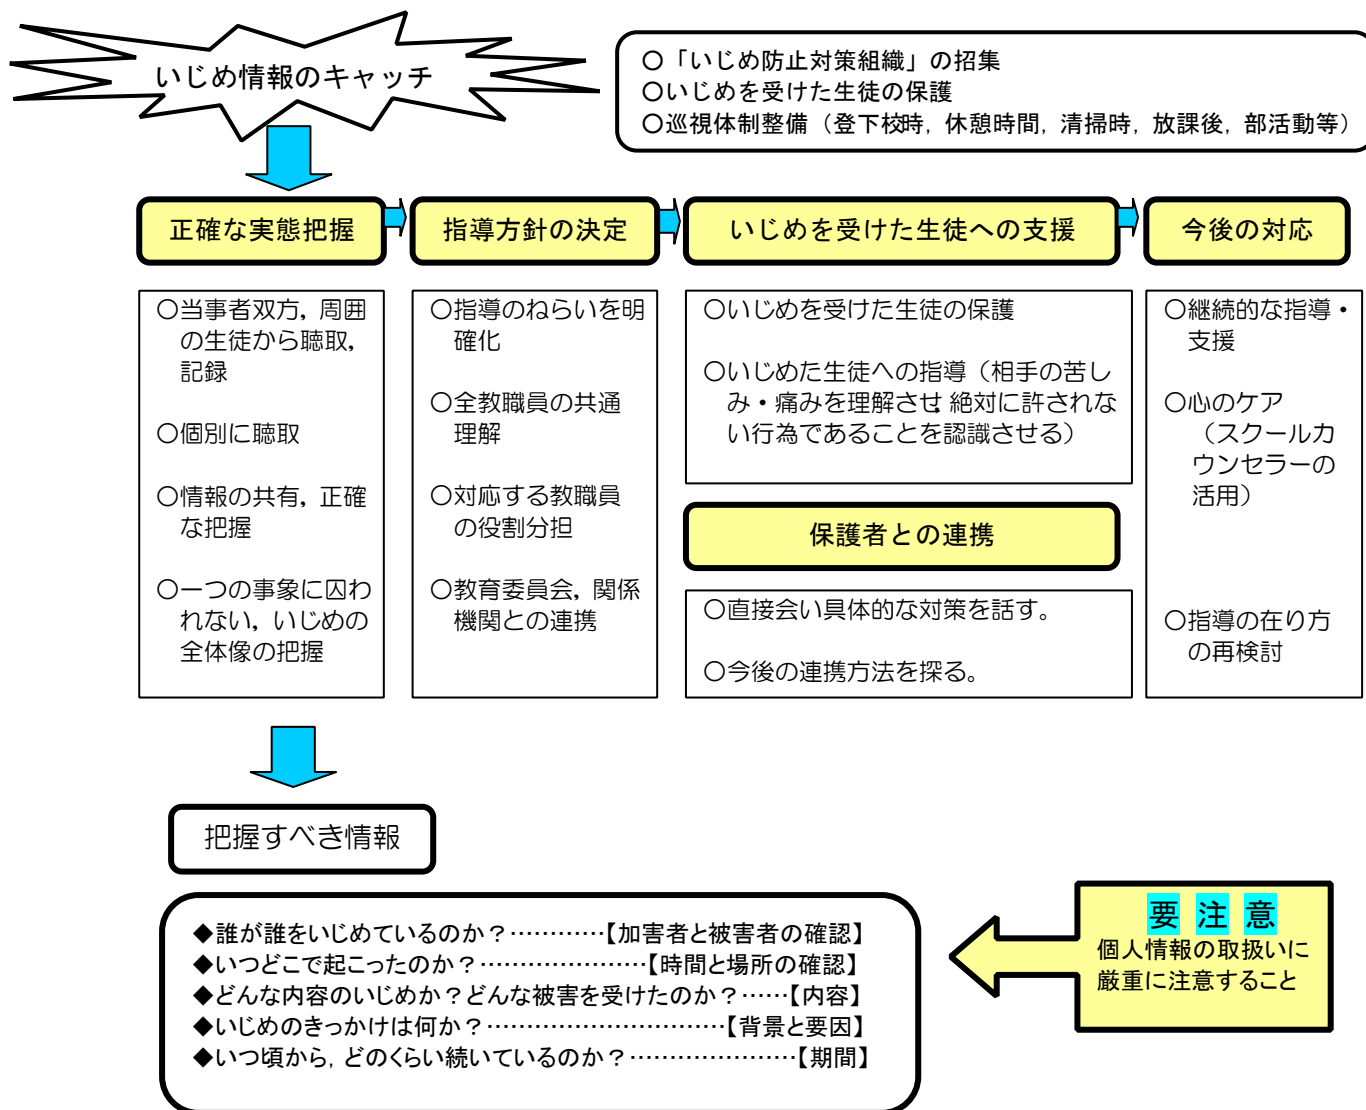 いじめ情報のキャッチ
〇「いじめ防止対策組織」の招集
〇いじめを受けた生徒の保護
〇巡視体制整備（登下校時，休憩時間，清掃時，放課後，部活動等）
正確な実態把握
指導方針の決定
いじめを受けた生徒への支援
今後の対応
〇当事者双方，周囲
の生徒から聴取，
記録
〇個別に聴取
〇情報の共有，正確
な把握
〇一つの事象に囚わ
れない，いじめの
全体像の把握
〇指導のねらいを明
確化
〇全教職員の共通
理解
〇対応する教職員
の役割分担
〇教育委員会，関係
機関との連携
〇いじめを受けた生徒の保護
〇いじめた生徒への指導（相手の苦し
み・痛みを理解させ，絶対に許されな
い行為であることを認識させる）
保護者との連携
〇直接会い具体的な対策を話す。
〇今後の連携方法を探る。
〇継続的な指導・
支援
〇心のケア
（スクールカ
ウンセラーの
活用）
〇指導の在り方
の再検討
把握すべき情報
◆誰が誰をいじめているのか？…………【加害者と被害者の確認】
◆いつどこで起こったのか？…………………【時間と場所の確認】
◆どんな内容のいじめか？どんな被害を受けたのか？……【内容】
◆いじめのきっかけは何か？…………………………【背景と要因】
◆いつ頃から，どのくらい続いているのか？…………………【期間】
要 注 意
個人情報の取扱いに
厳重に注意すること